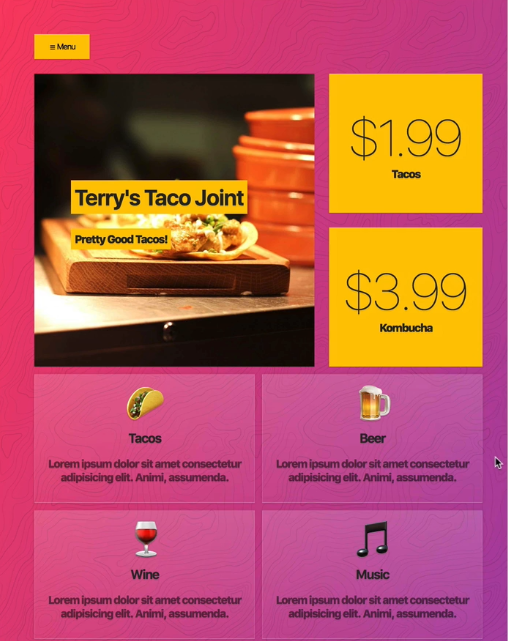 ≡ Menu
Terry's Taco Joint
Pretty Good Tacos!
$1.99
Tacos
$3.99
Kombucha
Tacos
Lorem ipsum dolor sit amet consectetur
adipisicing elit. Animi, assumenda.
Beer
Lorem ipsum dolor sit amet consectetur
adipisicing elit. Animi, assumenda.
Wine
Lorem ipsum dolor sit amet consectetur
adipisicing elit. Animi, assumenda.
Music
Lorem ipsum dolor sit amet consectetur
adipisicing elit. Animi, assumenda.